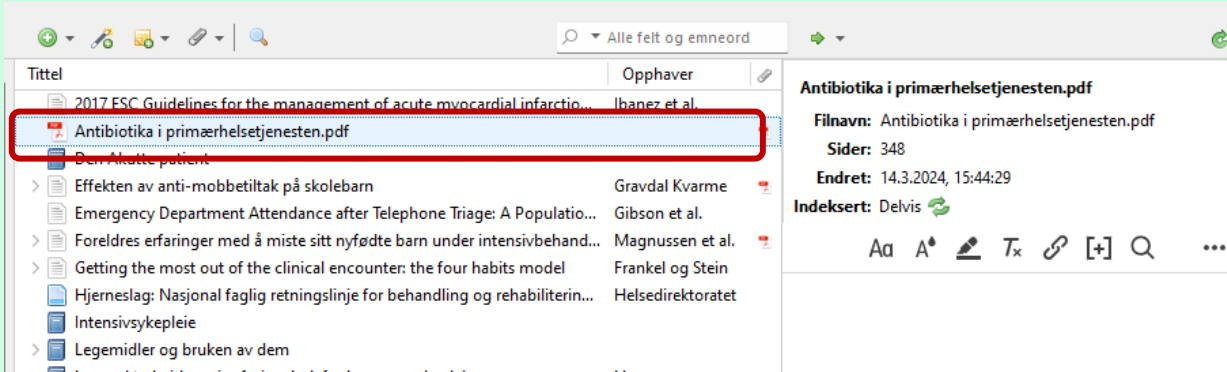 Alle felt og emneord
Tittel Opphaver
2017 ESC Guidelines for the management of acute myocardial infarctio... Ibanez et al.
Antibiotika i primærhelsetjenesten.pdf
Den Akutte patient
Effekten av anti-mobbetiltak på skolebarn Gravdal Kvarme
Emergency Department Attendance after Telephone Triage: A Populatio... Gibson et al.
Foreldres erfaringer med å miste sitt nyfødte barn under intensivbehand... Magnussen et al.
Getting the most out of the clinical encounter: the four habits model Frankel og Stein
Hjerneslag: Nasjonal faglig retningslinje for behandling og rehabiliterin... Helsedirektoratet
Intensivsykepleie
Legemidler og bruken av dem
Antibiotika i primærhelsetjenesten.pdf
Filnavn: Antibiotika i primærhelsetjenesten.pdf
Sider: 348
Endret: 14.3.2024, 15:44:29
Indeksert: Delvis